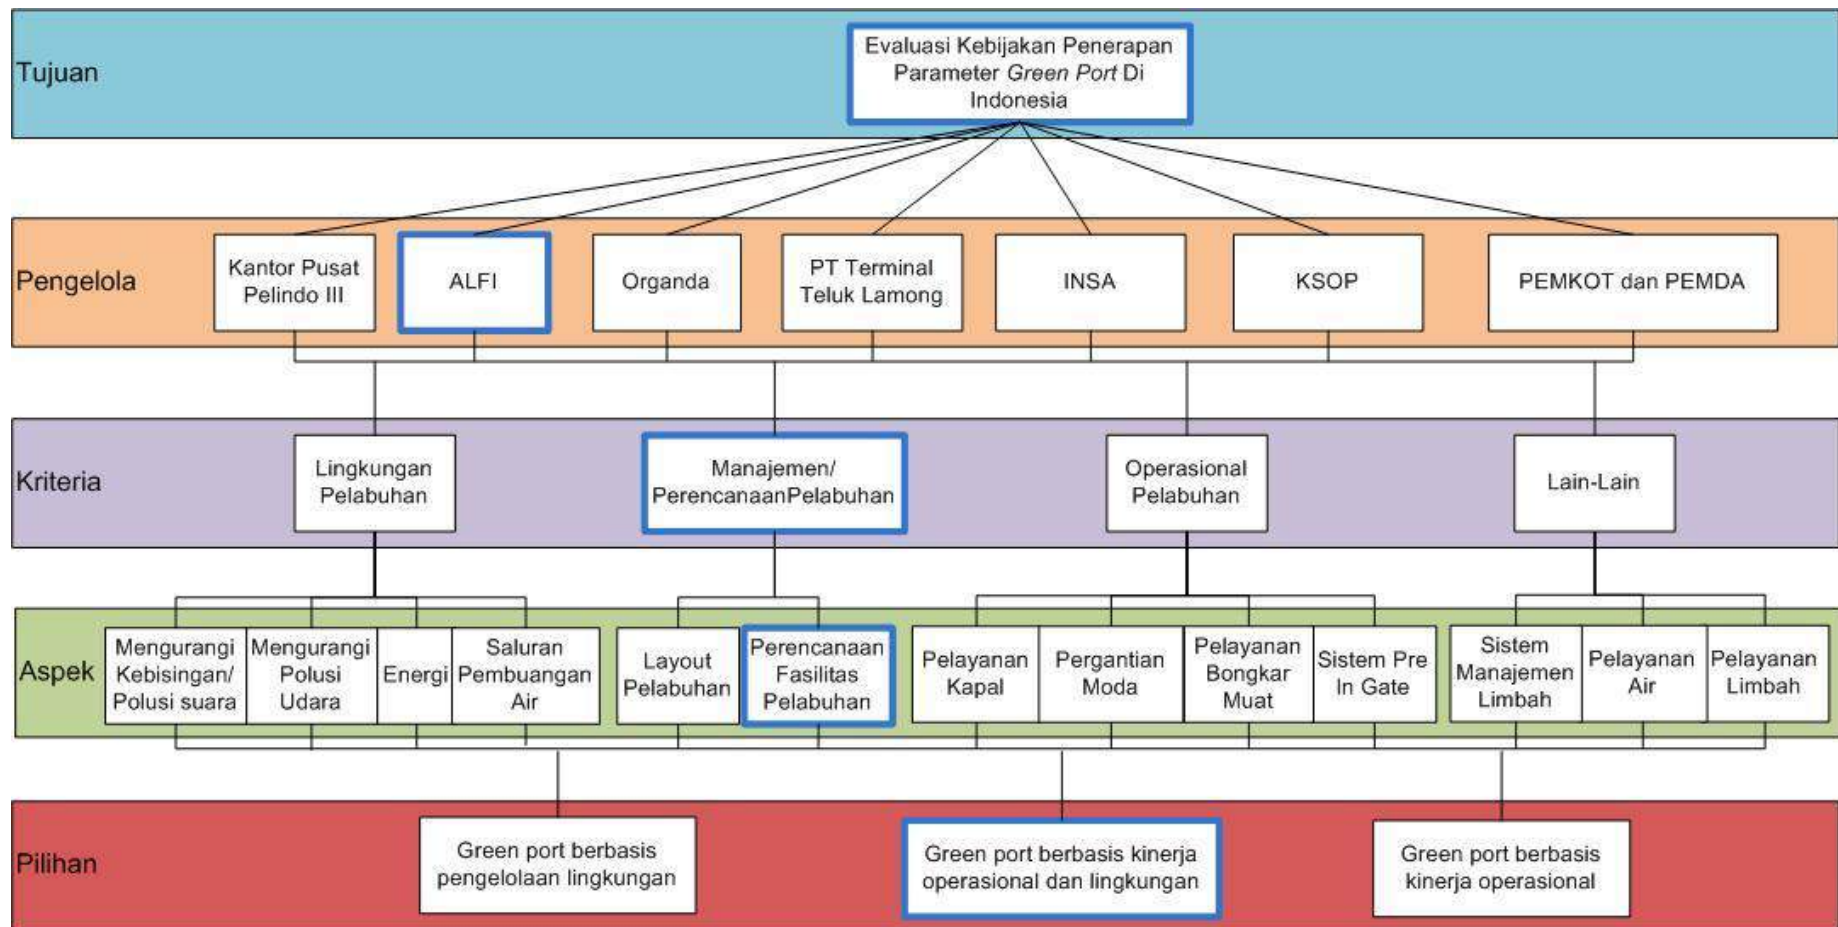 Tujuan
Evaluasi Kebijakan Penerapan
Parameter Green Port Di
Indonesia
Pengelola
Kantor Pusat
Pelindo III
ALFI
Organda
PT Terminal
Teluk Lamong
INSA
KSOP
PEMKOT dan PEMDA
Kriteria
Lingkungan
Pelabuhan
Manajemen/
PerencanaanPelabuhan
Operasional
Pelabuhan
Lain-Lain
Aspek
Mengurangi
Kebisingan/
Polusi suara
Mengurangi
Polusi
Udara
Energi
Saluran
Pembuangan
Air
Layout
Pelabuhan
Perencanaan
Fasilitas
Pelabuhan
Pelayanan
Kapal
Pergantian
Moda
Pelayanan
Bongkar
Muat
Sistem Pre
In Gate
Sistem
Manajemen
Limbah
Pelayanan
Air
Pelayanan
Limbah
Pilihan
Green port berbasis
pengelolaan lingkungan
Green port berbasis kinerja
operasional dan lingkungan
Green port berbasis
kinerja operasional